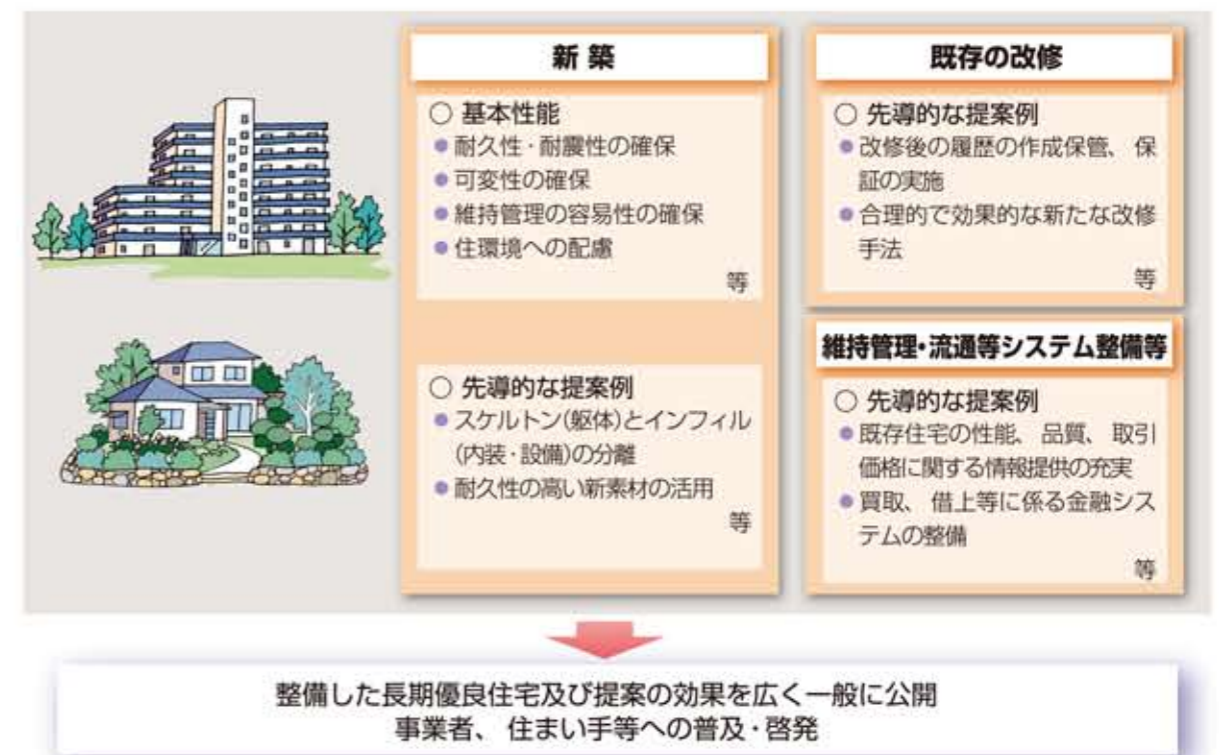 新 築
○ 基本性能
● 耐久性・耐震性の確保
● 可変性の確保
● 維持管理の容易性の確保
● 住環境への配慮
等
○ 先導的な提案例
● スケルトン(躯体)とインフィル
(内装・設備)の分離
● 耐久性の高い新素材の活用
等
既存の改修
○ 先導的な提案例
● 改修後の履歴の作成保管、保
証の実施
● 合理的で効果的な新たな改修
手法
等
維持管理・流通等システム整備等
○ 先導的な提案例
● 既存住宅の性能、品質、取引
価格に関する情報提供の充実
● 買取、借上等に係る金融シス
テムの整備
等
整備した長期優良住宅及び提案の効果を広く一般に公開
事業者、住まい手等への普及・啓発